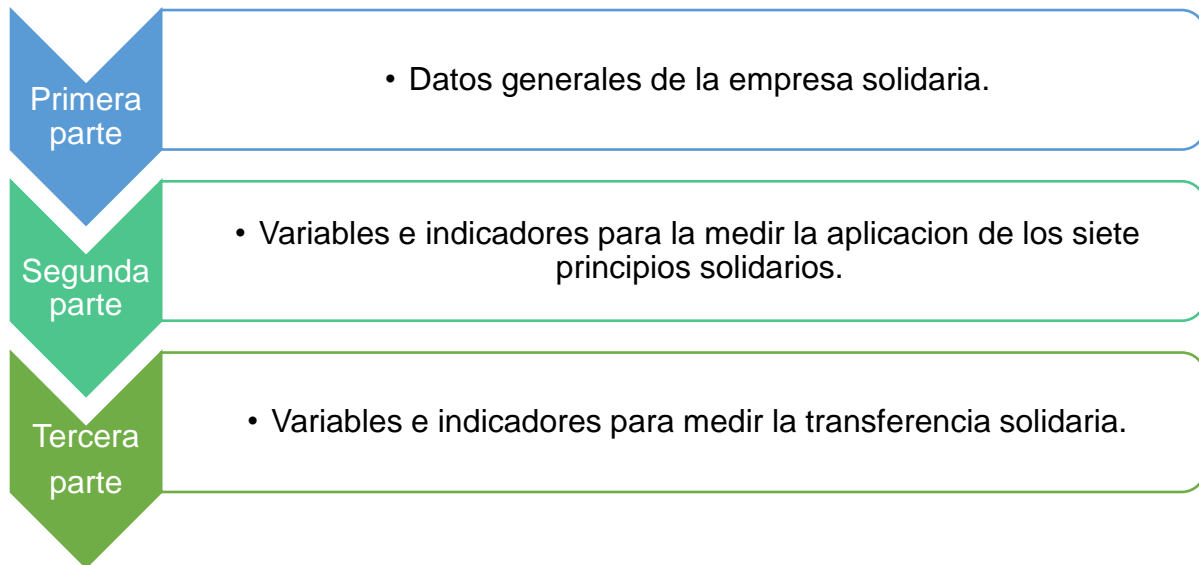 Primera
parte
• Datos generales de la empresa solidaria.
Segunda
parte
• Variables e indicadores para la medir la aplicacion de los siete
principios solidarios.
Tercera
parte
• Variables e indicadores para medir la transferencia solidaria.